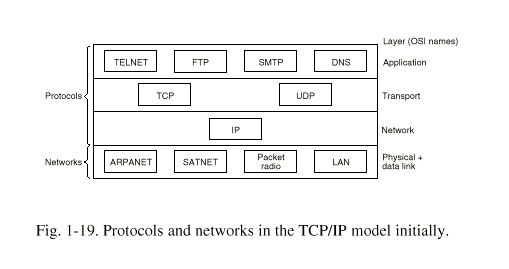 Layer (OSI names)
TELNET FTP SMTP DNS Application
Protocols TCP UDP Transport
IP Network
Networks ARPANET SATNET Packet radio LAN Physical + data link
Fig. 1-19. Protocols and networks in the TCP/IP model initially.